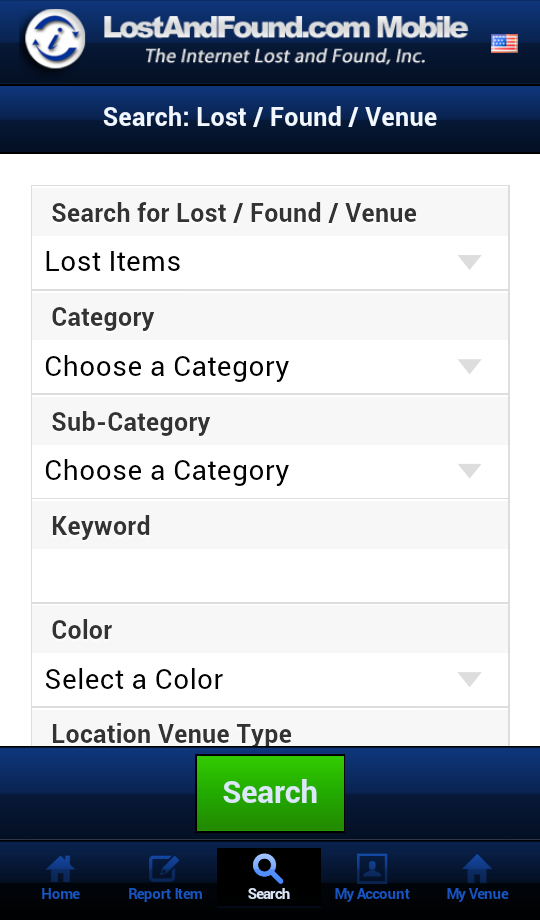 LostAndFound.com Mobile
The Internet Lost and Found, Inc.
Search: Lost / Found / Venue
Search for Lost / Found / Venue
Lost Items
Category
Choose a Category
Sub-Category
Choose a Category
Keyword
Color
Select a Color
Location Venue Type
Search
Home Report Item Search My Account My Venue